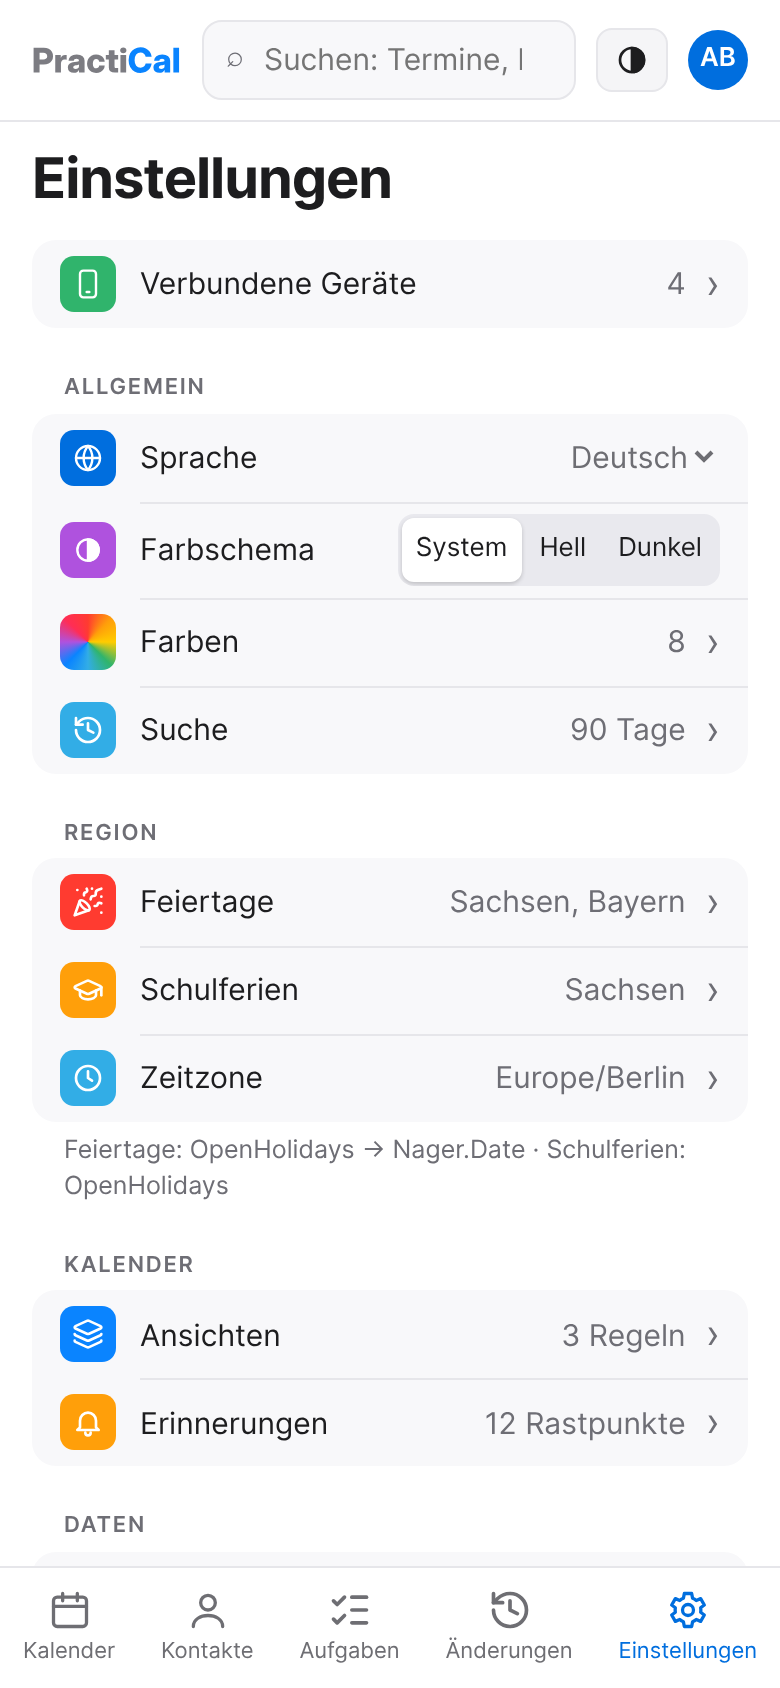 PractiCal
Suchen: Termine, I
AB
Einstellungen
Verbundene Geräte 4 ›
ALLGEMEIN
Sprache Deutsch
Farbschema System Hell Dunkel
Farben 8 ›
Suche 90 Tage ›
REGION
Feiertage Sachsen, Bayern ›
Schulferien Sachsen ›
Zeitzone Europe/Berlin ›
Feiertage: OpenHolidays → Nager.Date · Schulferien:
OpenHolidays
KALENDER
Ansichten 3 Regeln ›
Erinnerungen 12 Rastpunkte ›
DATEN
Kalender Kontakte Aufgaben Änderungen Einstellungen